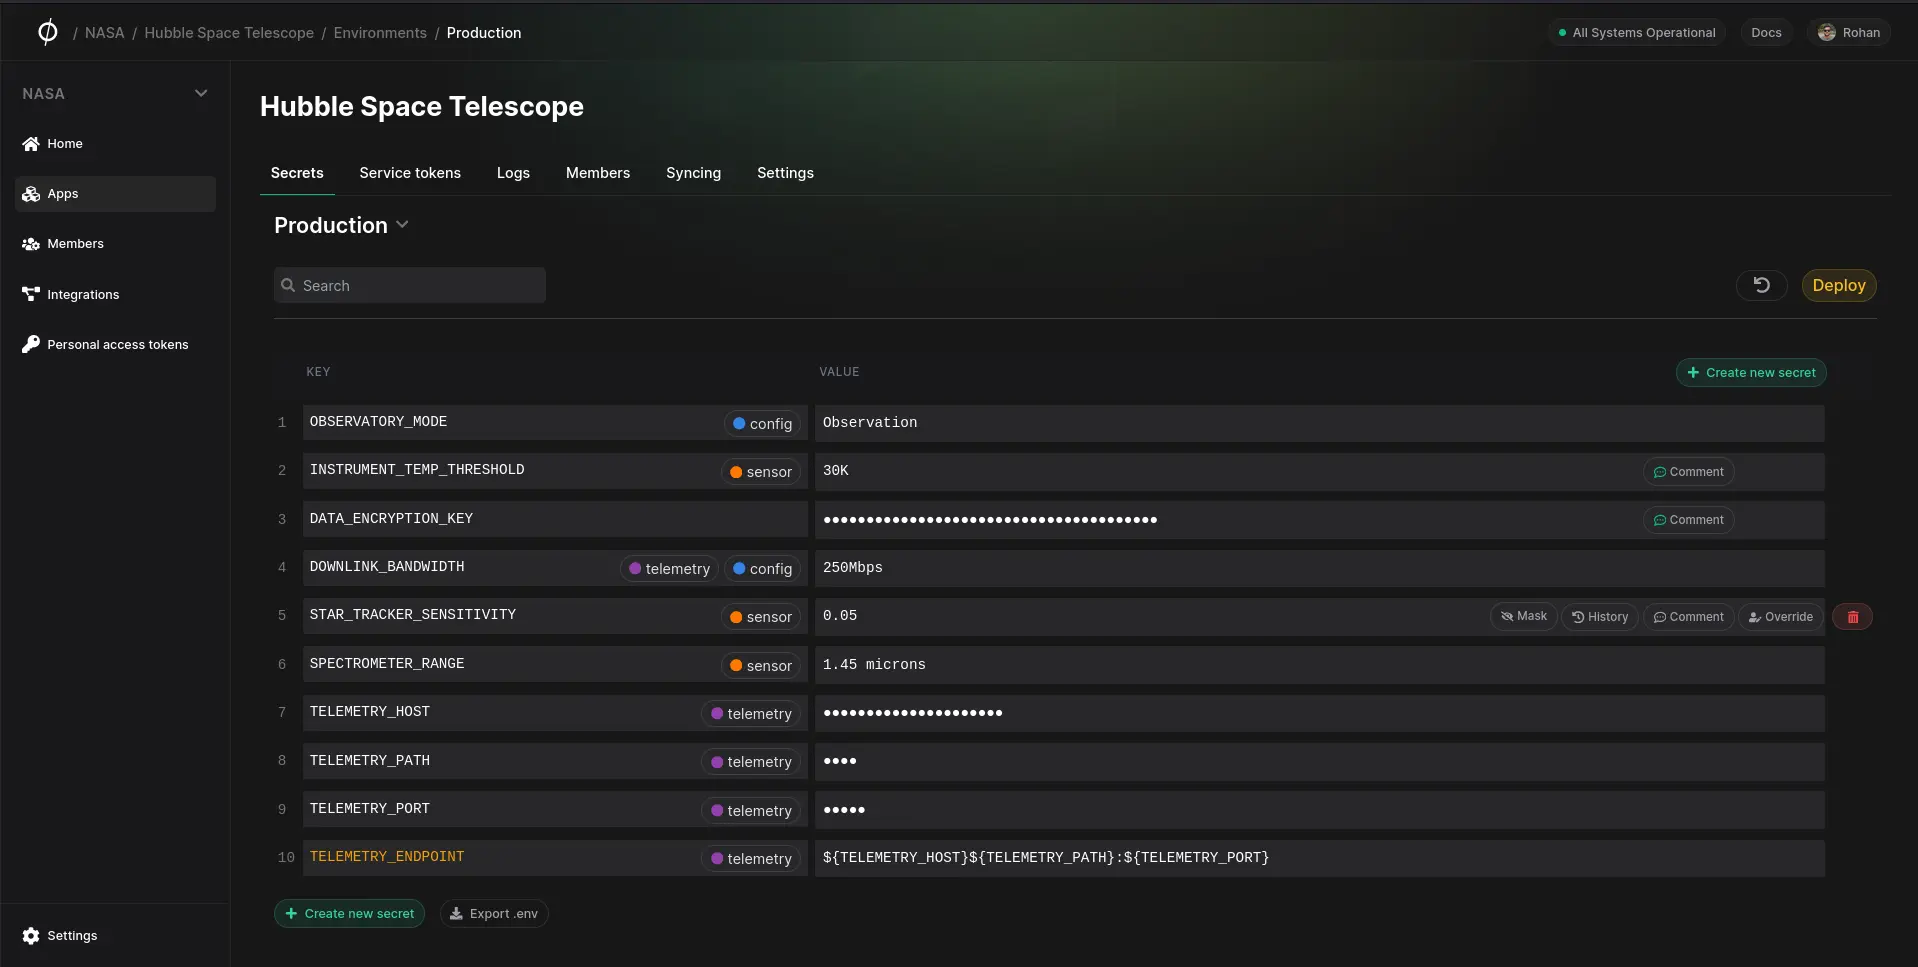 / NASA / Hubble Space Telescope / Environments / Production
All Systems Operational
Docs
Rohan
NASA
Home
Apps
Members
Integrations
Personal access tokens
Settings
Hubble Space Telescope
Secrets Service tokens Logs Members Syncing Settings
Production
Search
Deploy
KEY VALUE
Create new secret
1 OBSERVATORY_MODE config Observation
2 INSTRUMENT_TEMP_THRESHOLD sensor 30K Comment
3 DATA_ENCRYPTION_KEY ••••••••••••••••••••••••••••••••••••••• Comment
4 DOWNLINK_BANDWIDTH telemetry config 250Mbps
5 STAR_TRACKER_SENSITIVITY sensor 0.05 Mask History Comment Override
6 SPECTROMETER_RANGE sensor 1.45 microns
7 TELEMETRY_HOST telemetry •••••••••••••••••••••
8 TELEMETRY_PATH telemetry ••••
9 TELEMETRY_PORT telemetry •••••
10 TELEMETRY_ENDPOINT telemetry ${TELEMETRY_HOST}${TELEMETRY_PATH}:${TELEMETRY_PORT}
Create new secret Export .env